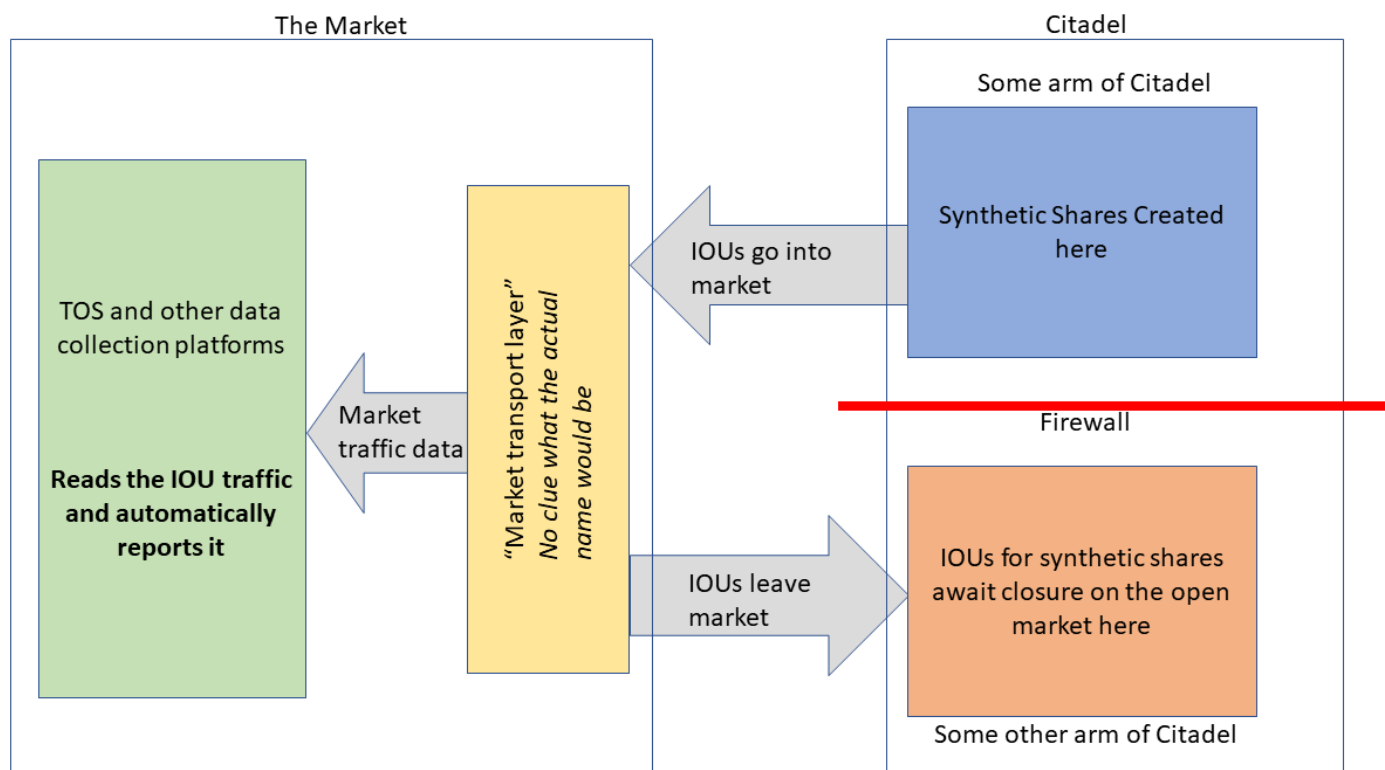 The Market
Citadel
Some arm of Citadel
Synthetic Shares Created
here
IOUs go into
market
“Market transport layer”
No clue what the actual
name would be
TOS and other data
collection platforms
Reads the IOU traffic
and automatically
reports it
Market
traffic data
Firewall
IOUs leave
market
IOUs for synthetic shares
await closure on the open
market here
Some other arm of Citadel